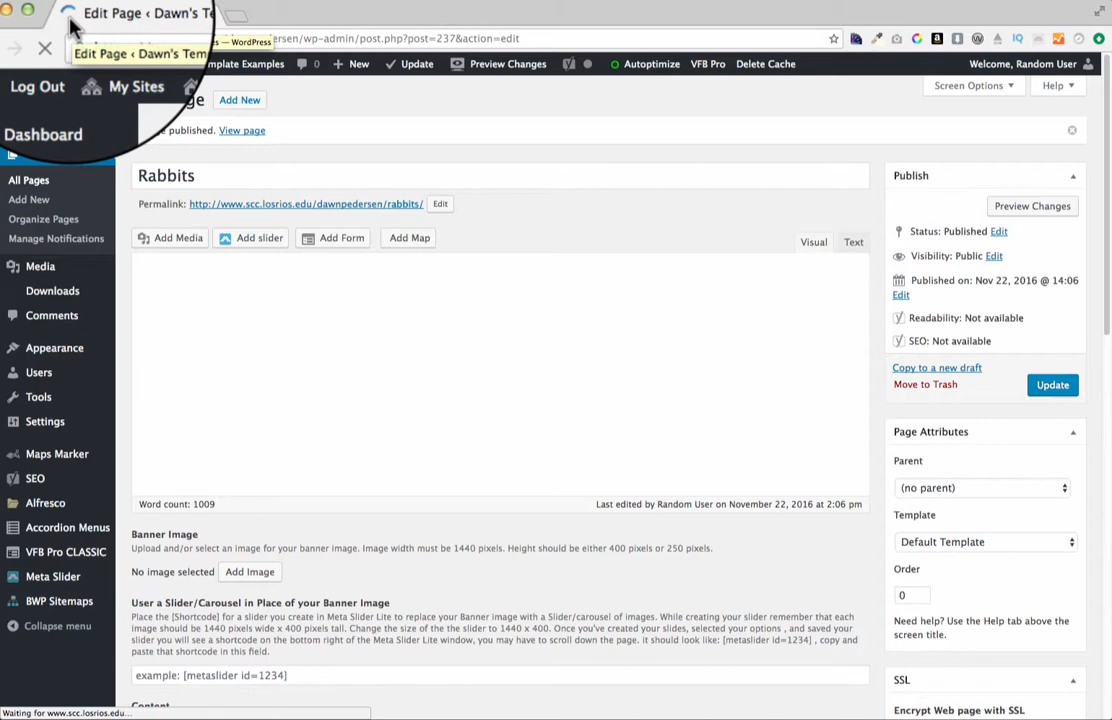 Edit Page ‹ Dawn's Te
s — WordPress
Edit Page ‹ Dawn's Tem
ersen/wp-admin/post.php?post=237&action=edit
Log Out
My Sites
mplate Examples
0
New
Update
Preview Changes
Autoptimize
VFB Pro
Delete Cache
Welcome, Random User
ge
Add New
Screen Options
Help
published. View page
Dashboard
All Pages
Add New
Organize Pages
Manage Notifications
Media
Downloads
Comments
Appearance
Users
Tools
Settings
Maps Marker
SEO
Alfresco
Accordion Menus
VFB Pro CLASSIC
Meta Slider
BWP Sitemaps
Collapse menu
Rabbits
Permalink: http://www.scc.losrios.edu/dawnpedersen/rabbits/
Edit
Add Media
Add slider
Add Form
Add Map
Visual
Text
Word count: 1009
Last edited by Random User on November 22, 2016 at 2:06 pm
Banner Image
Upload and/or select an image for your banner image. Image width must be 1440 pixels. Height should be either 400 pixels or 250 pixels.
No image selected
Add Image
User a Slider/Carousel in Place of your Banner Image
Place the [Shortcode] for a slider you create in Meta Slider Lite to replace your Banner image with a Slider/carousel of images. While creating your slider remember that each
image should be 1440 pixels wide x 400 pixels tall. Change the size of the the slider to 1440 x 400. Once you've created your slides, selected your options , and saved your
slider you will see a shortcode on the bottom right of the Meta Slider Lite window, you may have to scroll down the page. it should look like: [metaslider id=1234] , copy and
paste that shortcode in this field.
example: [metaslider id=1234]
Content
Publish
Preview Changes
Status: Published Edit
Visibility: Public Edit
Published on: Nov 22, 2016 @ 14:06
Edit
Readability: Not available
SEO: Not available
Copy to a new draft
Move to Trash
Update
Page Attributes
Parent
(no parent)
Template
Default Template
Order
0
Need help? Use the Help tab above the
screen title.
SSL
Encrypt Web page with SSL
Waiting for www.scc.losrios.edu...